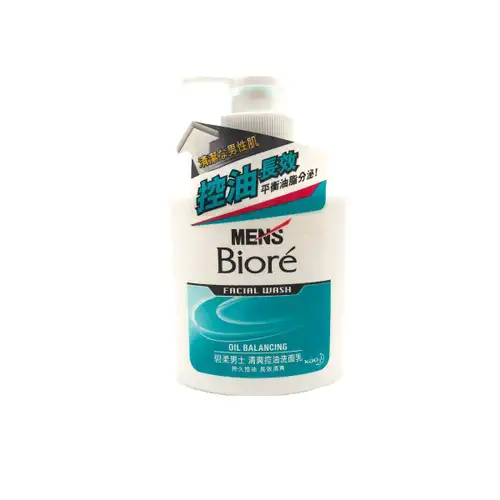 清潔な男性肌
控油長效
平衡油脂分泌!
MEN'S
Bioré
FACIAL WASH
OIL BALANCING
碧柔男士 清爽控油洗面乳
持久控油 長效清爽
Kao